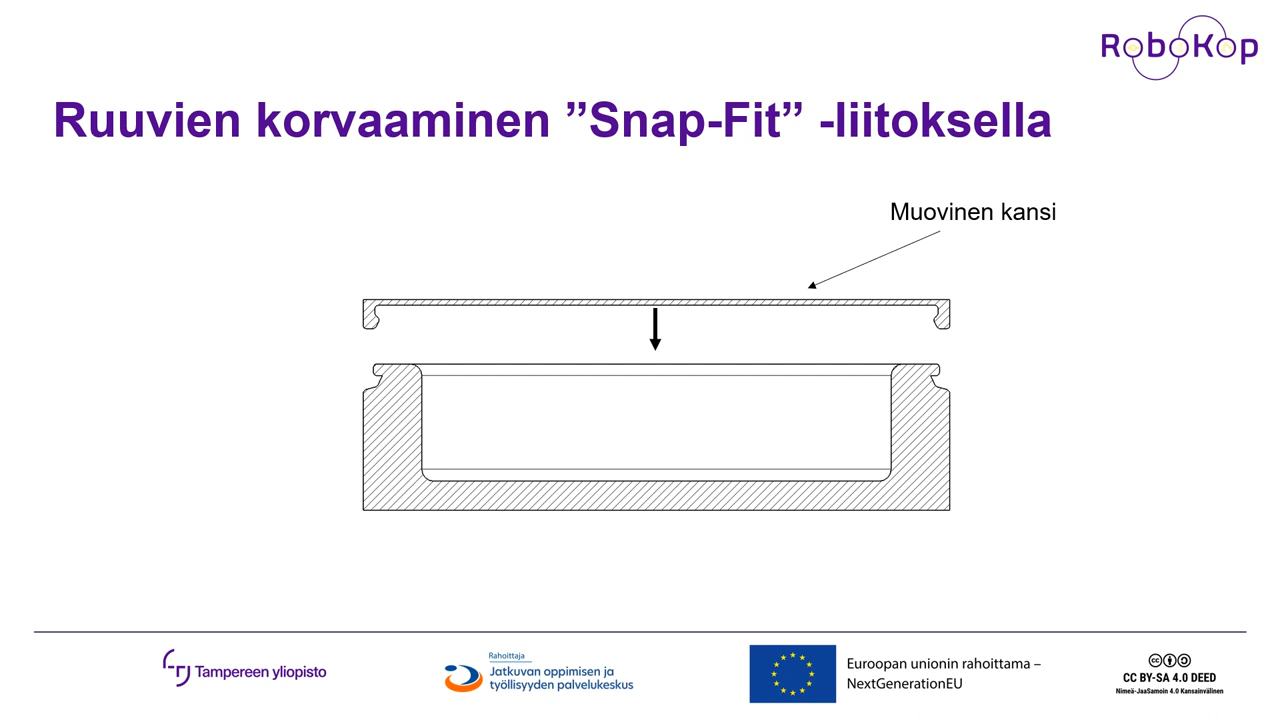 RoboKop
Ruuvien korvaaminen ”Snap-Fit” -liitoksella
Muovinen kansi
Tampereen yliopisto
Rahoittaja
Jatkuvan oppimisen ja
työllisyyden palvelukeskus
Euroopan unionin rahoittama –
NextGenerationEU
CC BY-SA 4.0 DEED
Nimeä-JaaSamoin 4.0 Kansainvälinen